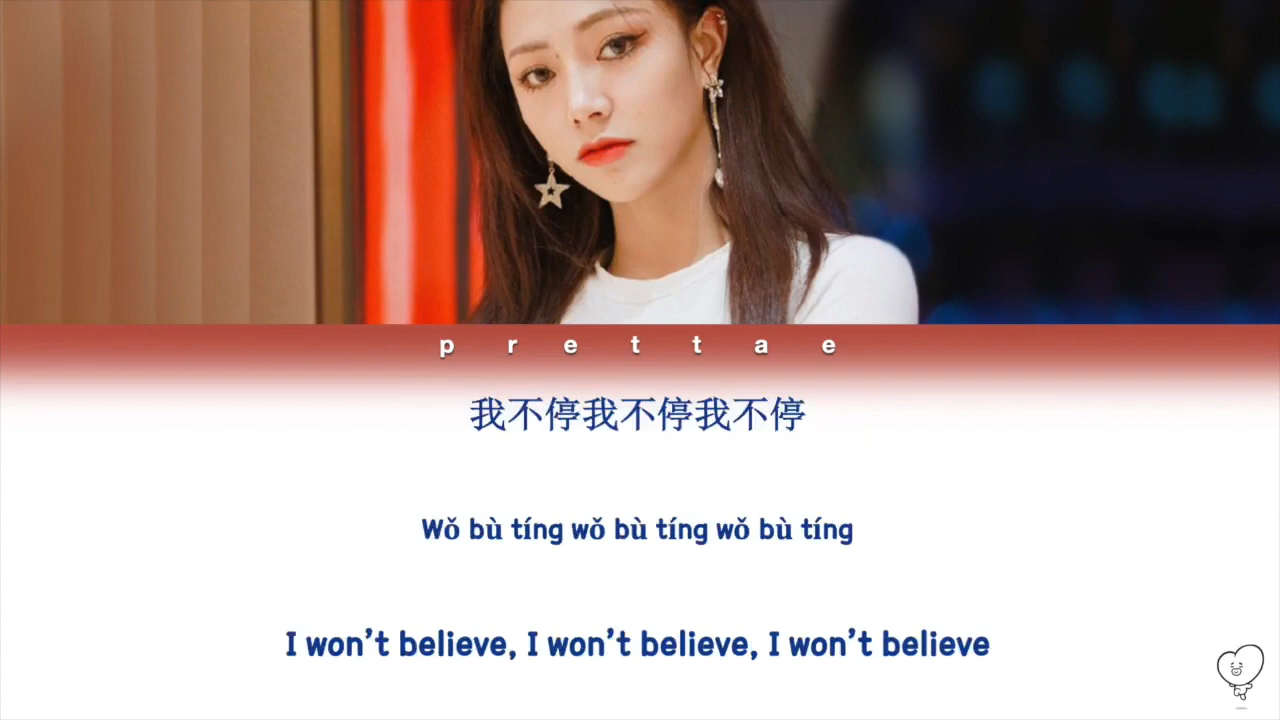 p r e t t a e
我不停我不停我不停
Wǒ bù tíng wǒ bù tíng wǒ bù tíng
I won't believe, I won't believe, I won't believe